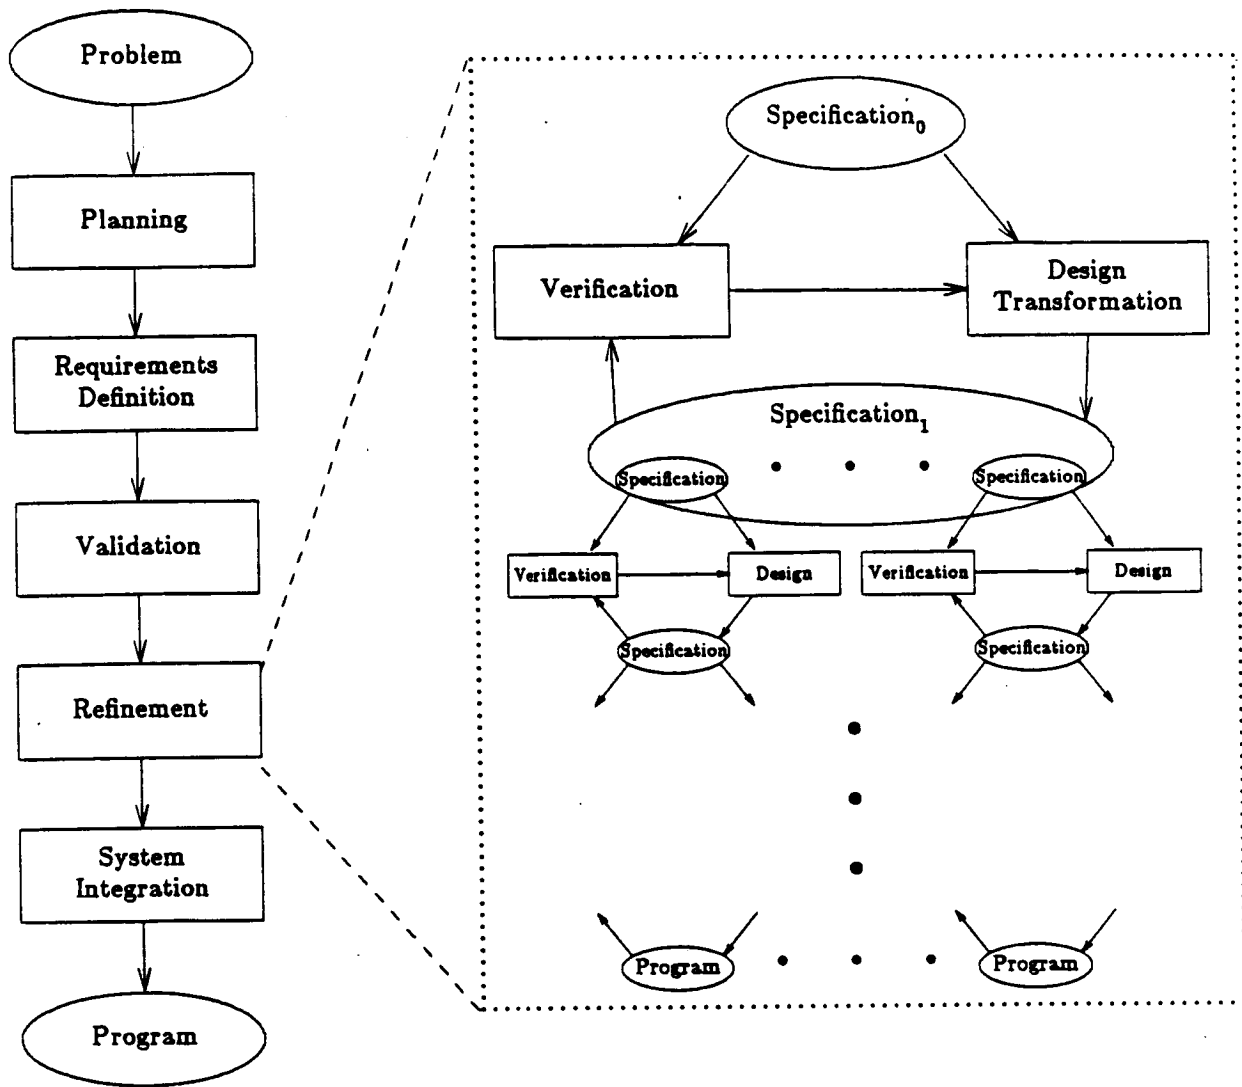 Problem
Planning
Requirements
Definition
Validation
Refinement
System
Integration
Program
Specification₀
Verification
Design
Transformation
Specification₁
Specification
Specification
Verification
Design
Verification
Design
Specification
Specification
Program
Program